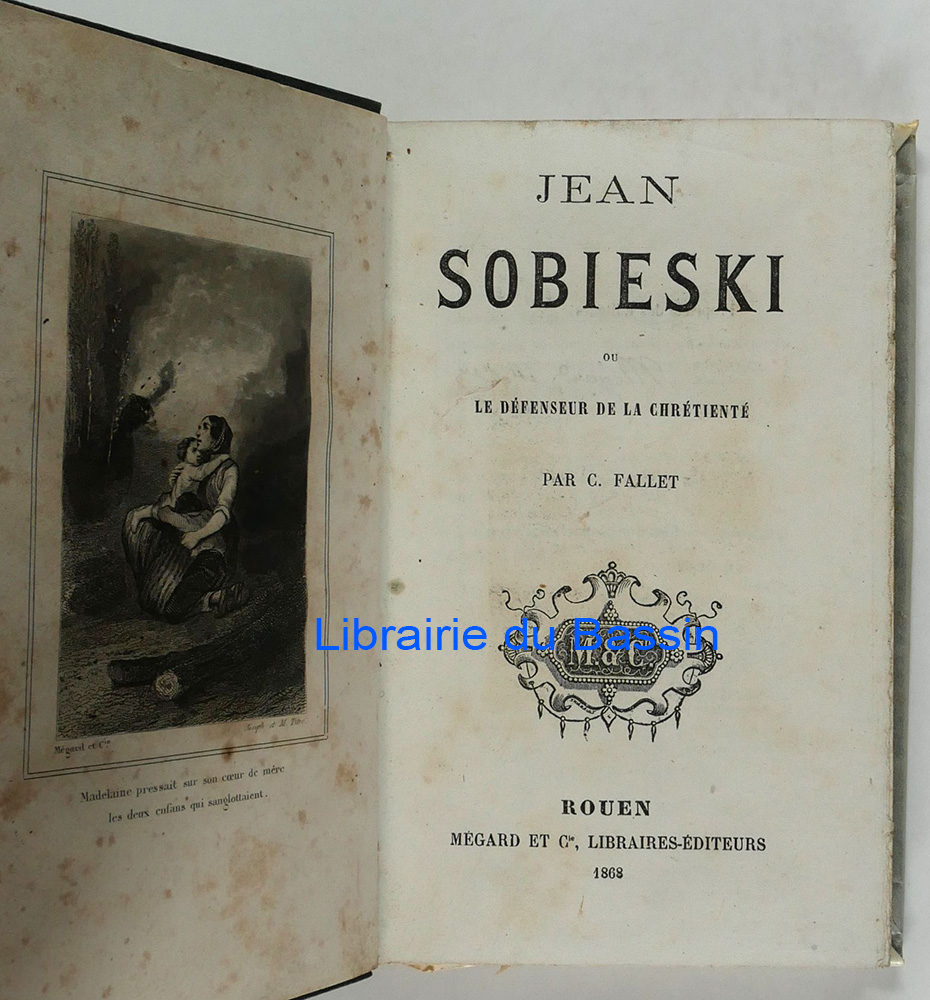 Mégard et Cie
Madelaine pressait sur son cœur de mère
les deux enfans qui sanglottaient.
JEAN
SOBIESKI
OU
LE DÉFENSEUR DE LA CHRÉTIENTÉ
PAR C. FALLET
Librairie du Bassin
M & C.
ROUEN
MÉGARD ET Cie, LIBRAIRES-ÉDITEURS
1868